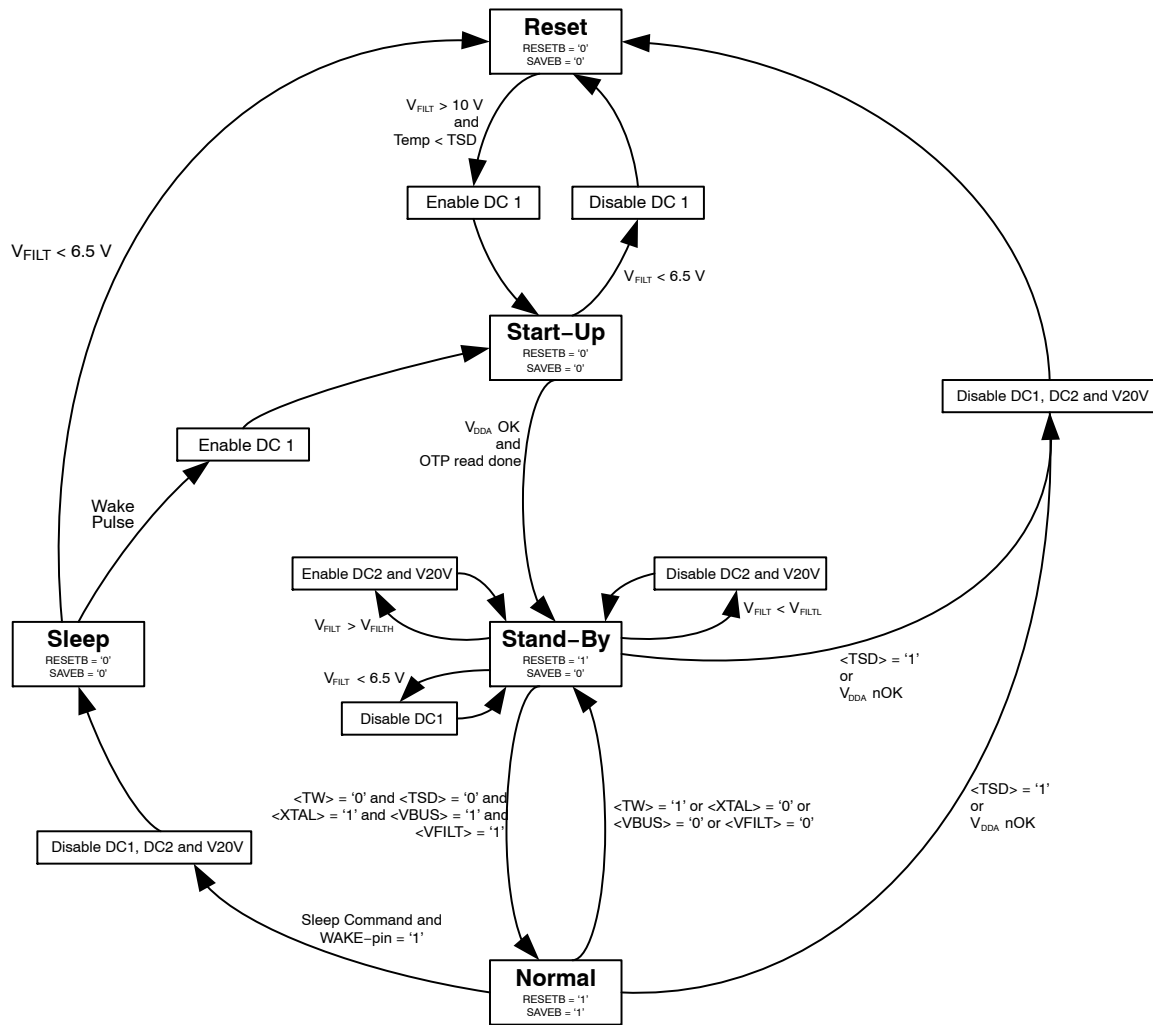 Reset
RESETB = ‘0’
SAVEB = ‘0’
VFILT > 10 V
and
Temp < TSD
Enable DC 1
Disable DC 1
VFILT < 6.5 V
VFILT < 6.5 V
Start−Up
RESETB = ‘0’
SAVEB = ‘0’
Disable DC1, DC2 and V20V
Enable DC 1
VDDA OK
and
OTP read done
Wake
Pulse
Enable DC2 and V20V
Disable DC2 and V20V
VFILT > VFILTH
VFILT < VFILTL
Sleep
RESETB = ‘0’
SAVEB = ‘0’
Stand−By
RESETB = ‘1’
SAVEB = ‘0’
<TSD> = ‘1’
or
VDDA nOK
VFILT < 6.5 V
Disable DC1
<TW> = ‘0’ and <TSD> = ‘0’ and
<XTAL> = ‘1’ and <VBUS> = ‘1’ and
<VFILT> = ‘1’
<TW> = ‘1’ or <XTAL> = ‘0’ or
<VBUS> = ‘0’ or <VFILT> = ‘0’
<TSD> = ‘1’
or
VDDA nOK
Disable DC1, DC2 and V20V
Sleep Command and
WAKE−pin = ‘1’
Normal
RESETB = ‘1’
SAVEB = ‘1’